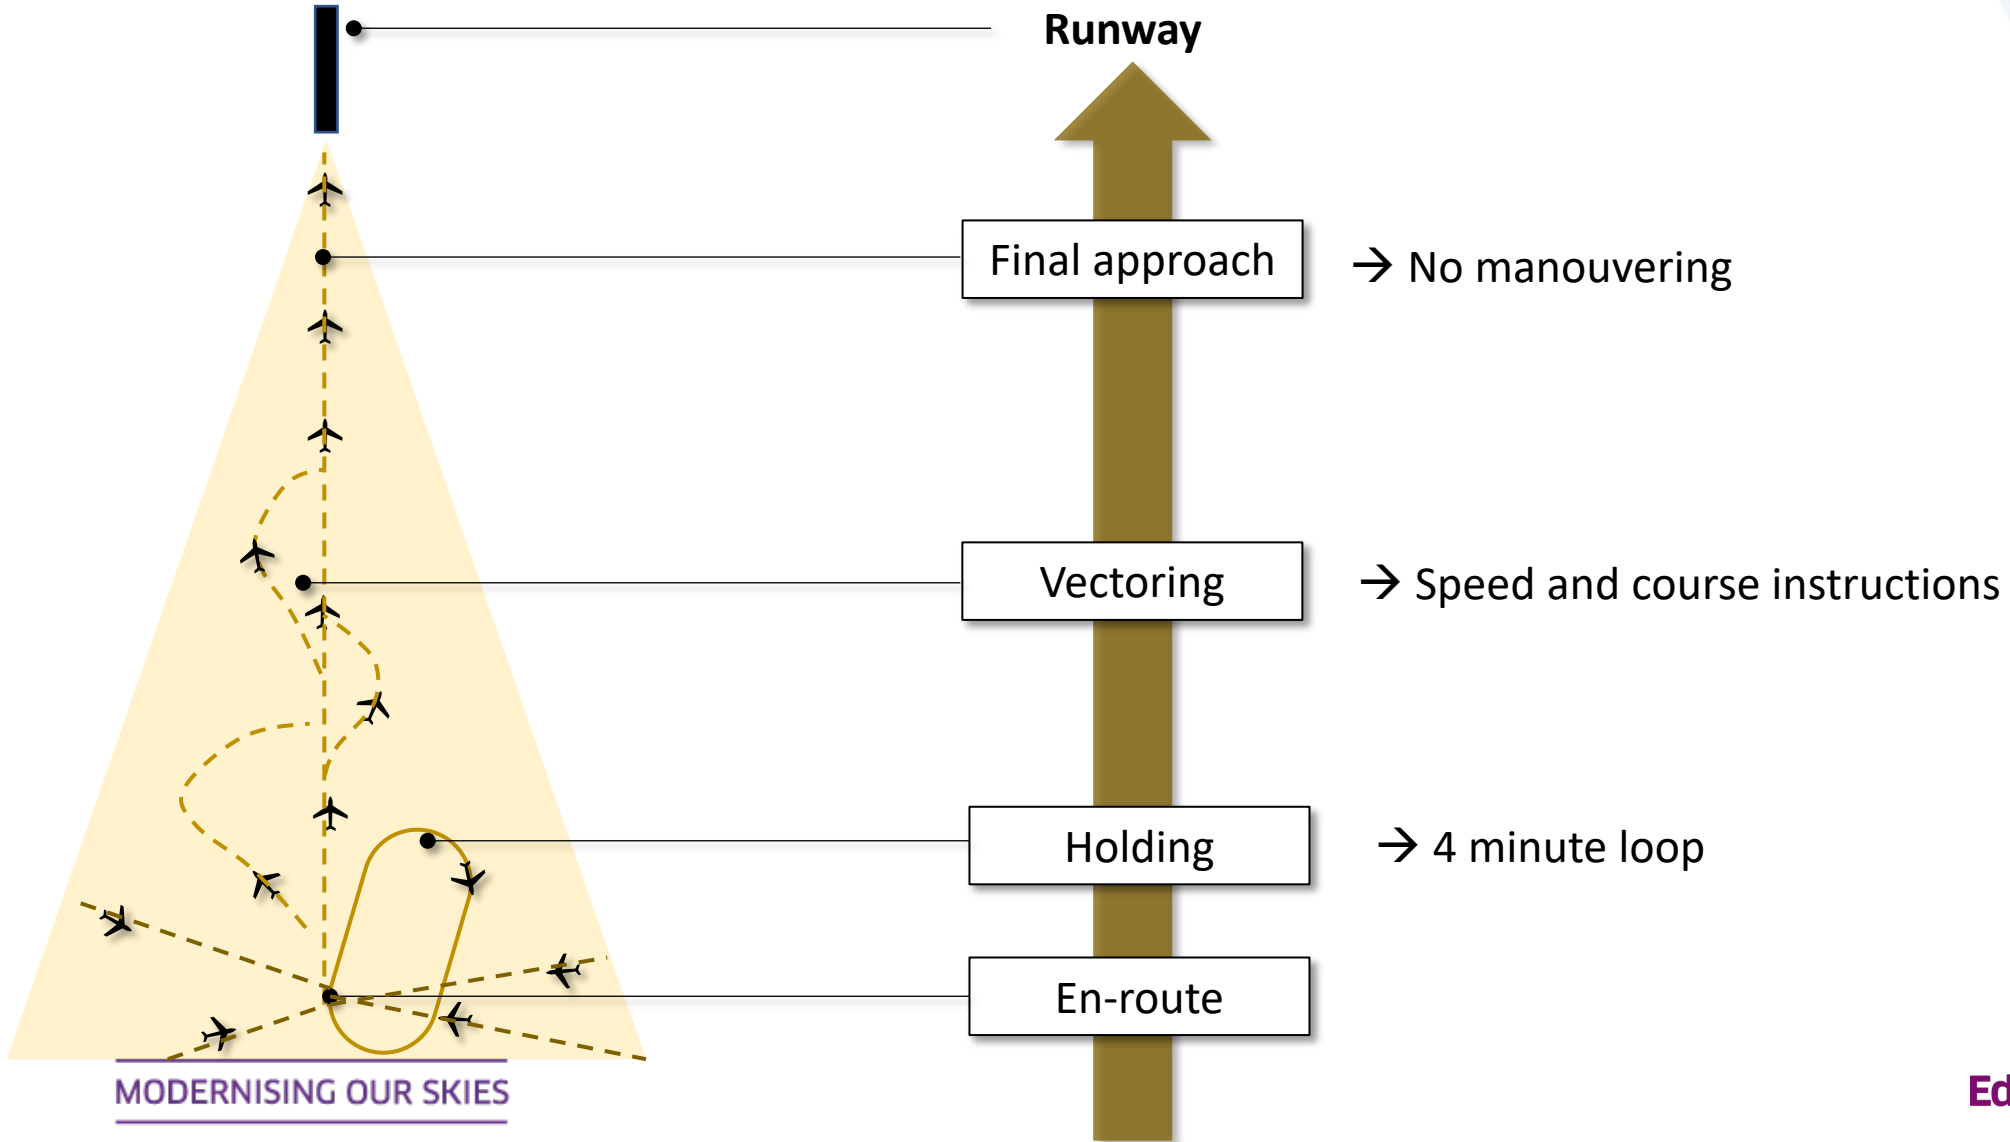 Runway
Final approach
→ No manouvering
Vectoring
→ Speed and course instructions
Holding
→ 4 minute loop
En-route
MODERNISING OUR SKIES
Ed